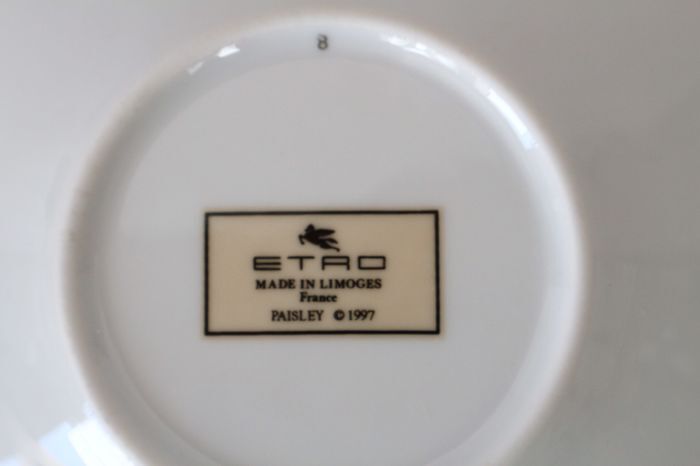 8
ETRO
MADE IN LIMOGES
France
PAISLEY © 1997